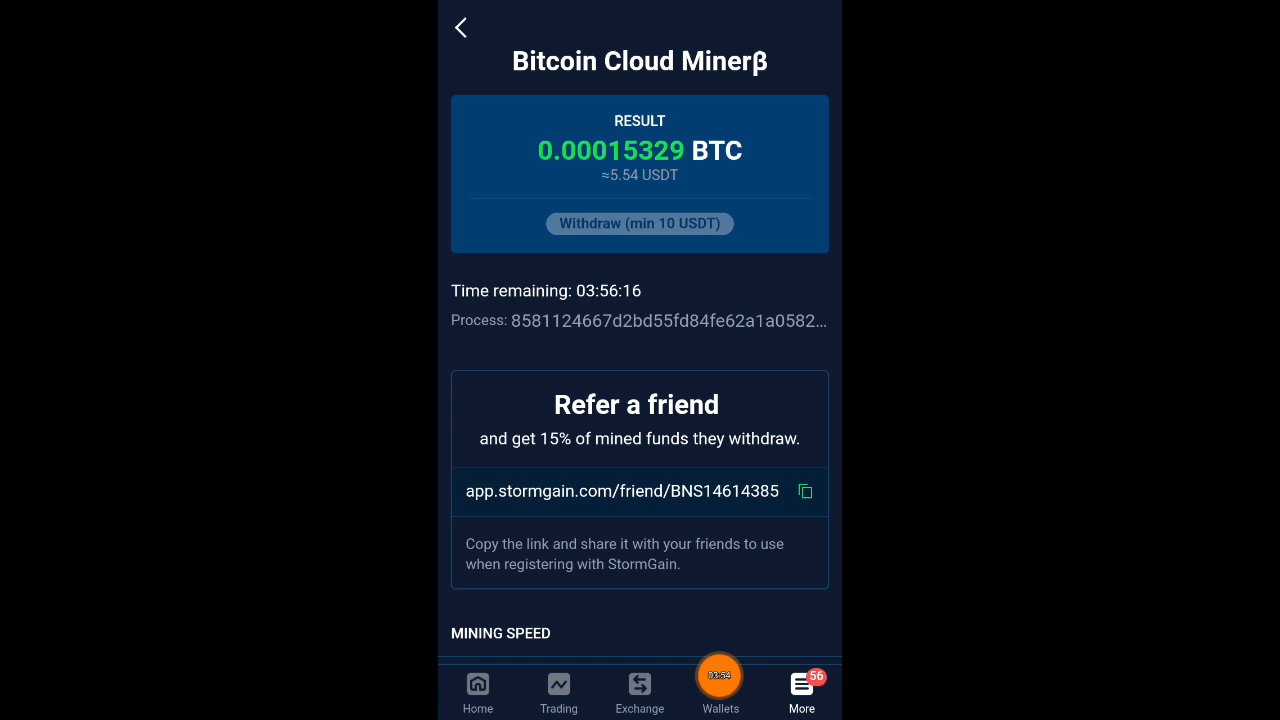 Bitcoin Cloud Minerβ
RESULT
0.00015329 BTC
≈5.54 USDT
Withdraw (min 10 USDT)
Time remaining: 03:56:16
Process: 8581124667d2bd55fd84fe62a1a0582...
Refer a friend
and get 15% of mined funds they withdraw.
app.stormgain.com/friend/BNS14614385
Copy the link and share it with your friends to use
when registering with StormGain.
MINING SPEED
03:54
56
Home
Trading
Exchange
Wallets
More